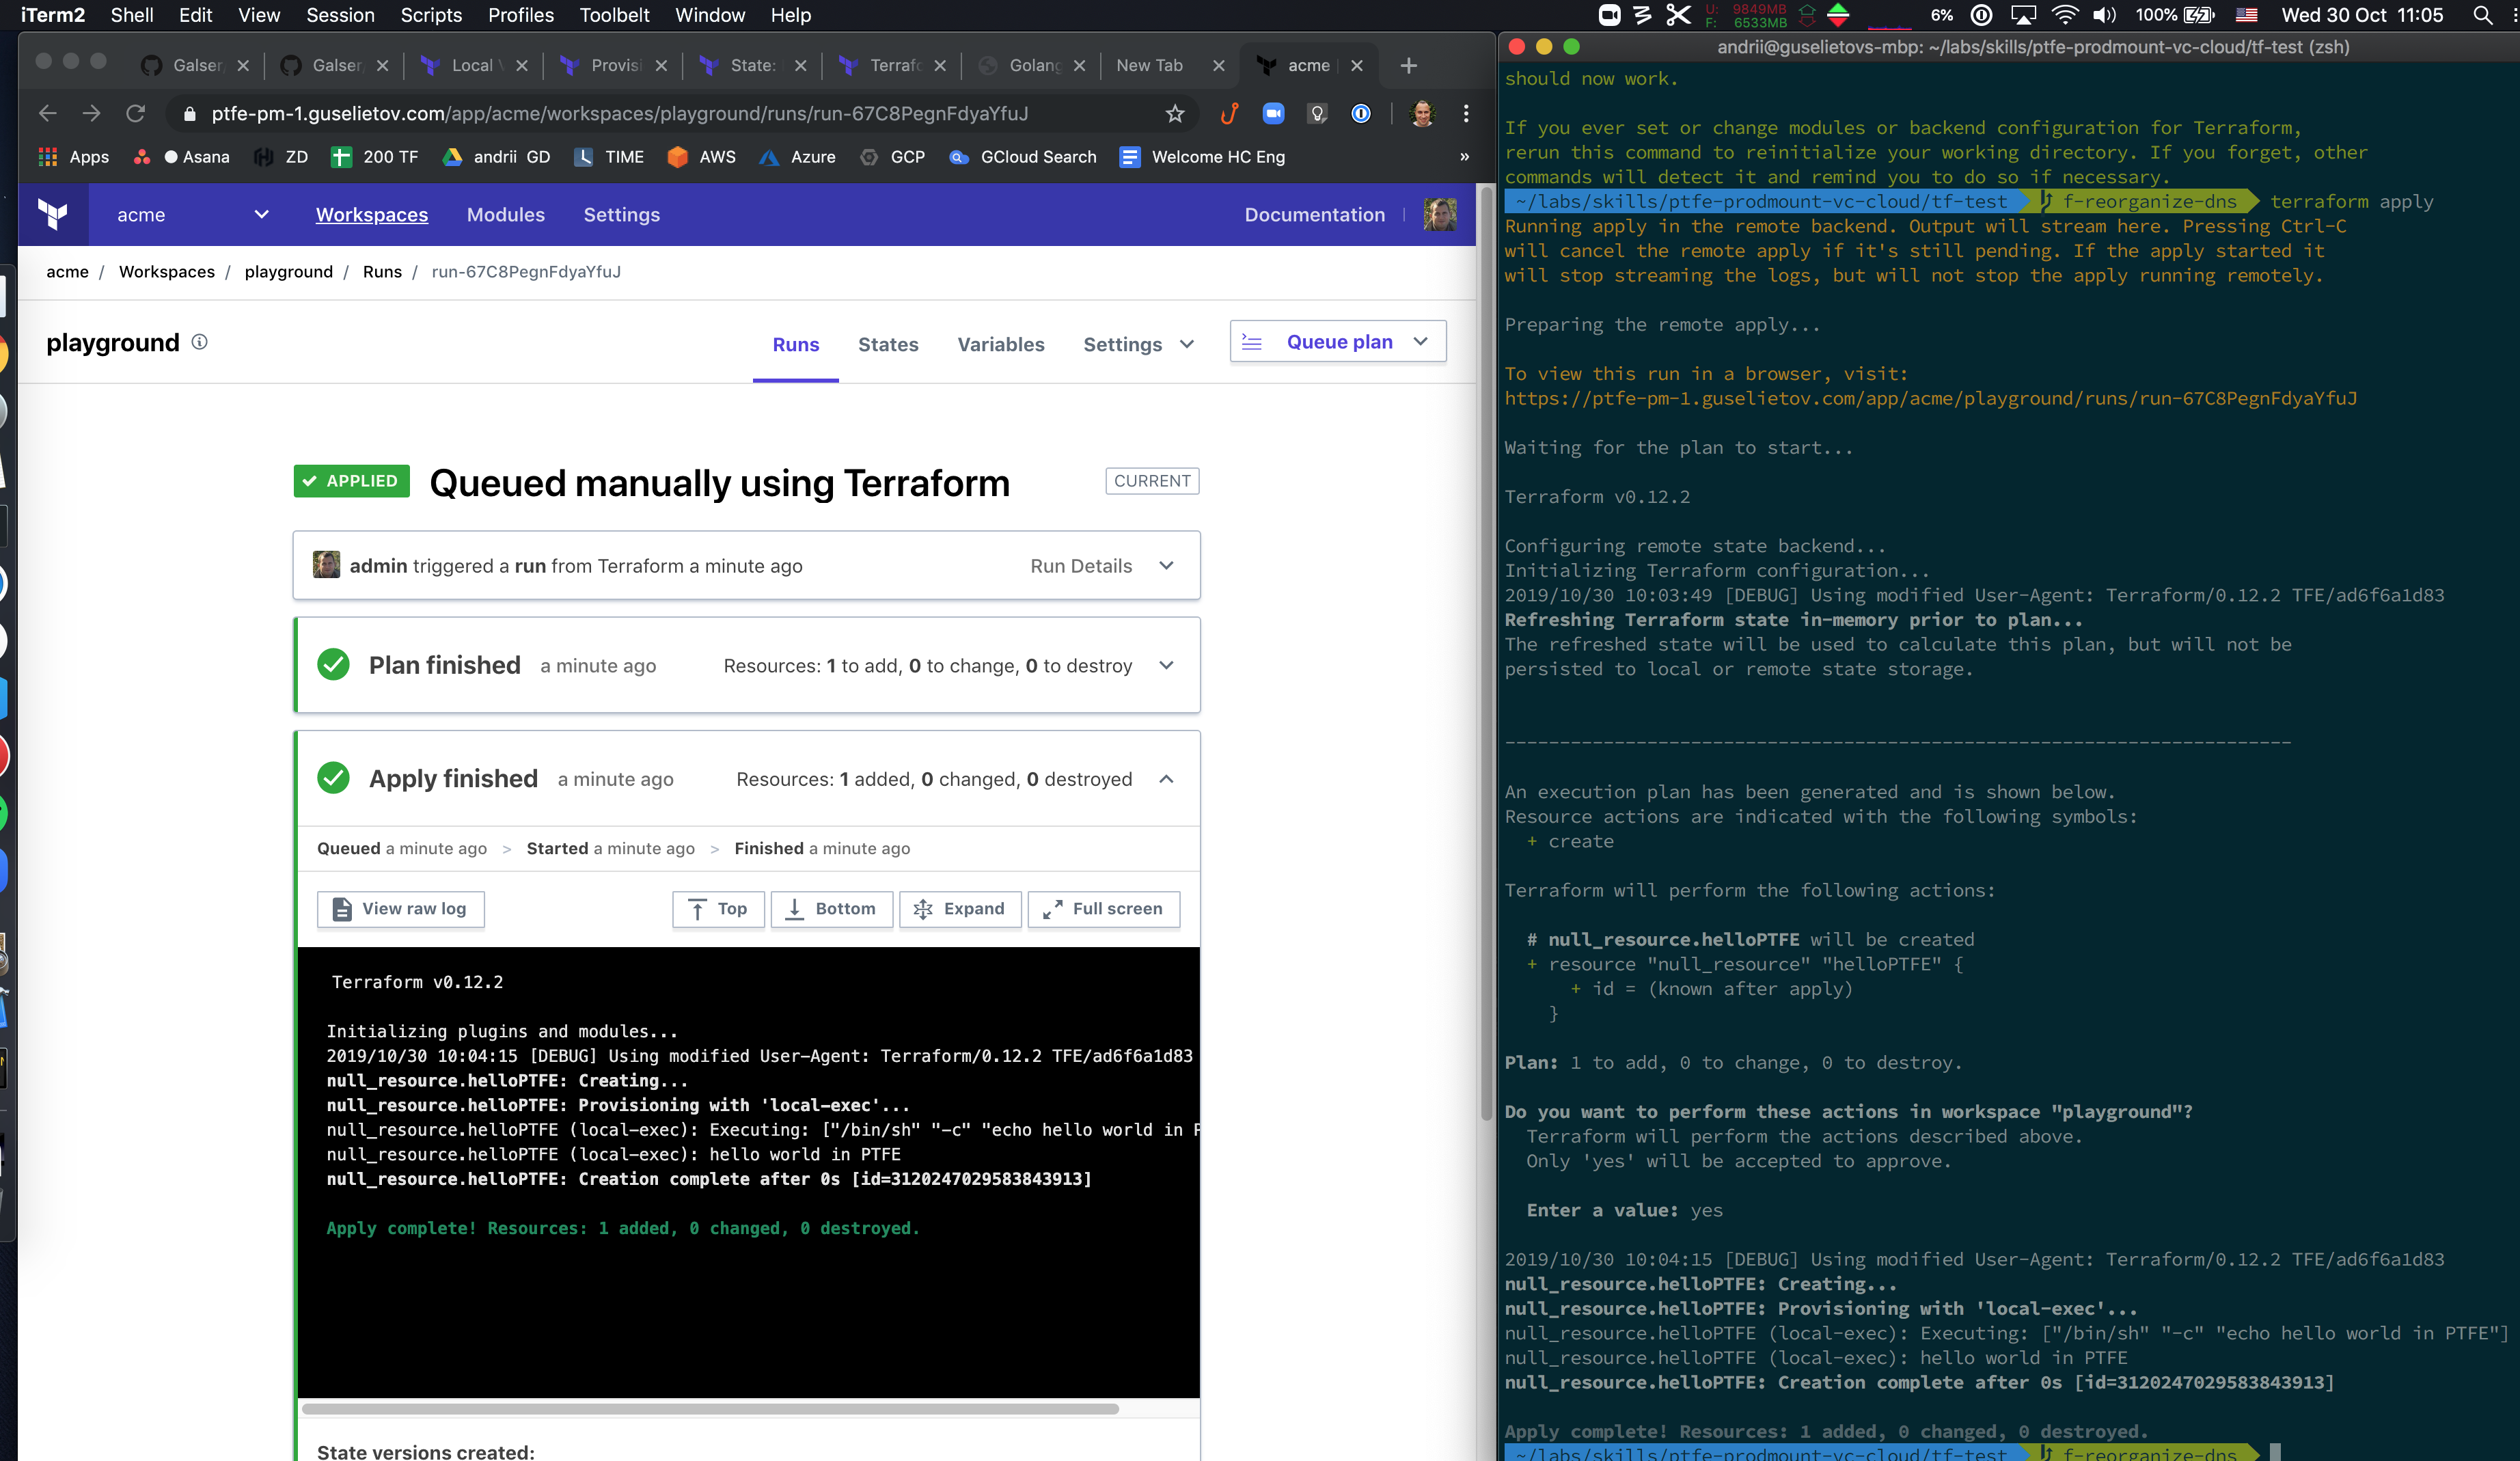 iTerm2 Shell Edit View Session Scripts Profiles Toolbelt Window Help
U: 9849MB
F: 6533MB
6% 100% Wed 30 Oct 11:05
Galser Galser Local Provisi State: Terrafo Golang New Tab acme
ptfe-pm-1.guselietov.com/app/acme/workspaces/playground/runs/run-67C8PegnFdyaYfuJ
Apps Asana ZD 200 TF andrii GD TIME AWS Azure GCP GCloud Search Welcome HC Eng »
acme Workspaces Modules Settings Documentation
acme / Workspaces / playground / Runs / run-67C8PegnFdyaYfuJ
playground Runs States Variables Settings Queue plan
APPLIED Queued manually using Terraform CURRENT
admin triggered a run from Terraform a minute ago Run Details
Plan finished a minute ago Resources: 1 to add, 0 to change, 0 to destroy
Apply finished a minute ago Resources: 1 added, 0 changed, 0 destroyed
Queued a minute ago > Started a minute ago > Finished a minute ago
View raw log Top Bottom Expand Full screen
Terraform v0.12.2
Initializing plugins and modules...
2019/10/30 10:04:15 [DEBUG] Using modified User-Agent: Terraform/0.12.2 TFE/ad6f6a1d83
null_resource.helloPTFE: Creating...
null_resource.helloPTFE: Provisioning with 'local-exec'...
null_resource.helloPTFE (local-exec): Executing: ["/bin/sh" "-c" "echo hello world in P
null_resource.helloPTFE (local-exec): hello world in PTFE
null_resource.helloPTFE: Creation complete after 0s [id=3120247029583843913]
Apply complete! Resources: 1 added, 0 changed, 0 destroyed.
State versions created:
andrii@guselietovs-mbp: ~/labs/skills/ptfe-prodmount-vc-cloud/tf-test (zsh)
should now work.
If you ever set or change modules or backend configuration for Terraform,
rerun this command to reinitialize your working directory. If you forget, other
commands will detect it and remind you to do so if necessary.
~/labs/skills/ptfe-prodmount-vc-cloud/tf-test f-reorganize-dns terraform apply
Running apply in the remote backend. Output will stream here. Pressing Ctrl-C
will cancel the remote apply if it's still pending. If the apply started it
will stop streaming the logs, but will not stop the apply running remotely.
Preparing the remote apply...
To view this run in a browser, visit:
https://ptfe-pm-1.guselietov.com/app/acme/playground/runs/run-67C8PegnFdyaYfuJ
Waiting for the plan to start...
Terraform v0.12.2
Configuring remote state backend...
Initializing Terraform configuration...
2019/10/30 10:03:49 [DEBUG] Using modified User-Agent: Terraform/0.12.2 TFE/ad6f6a1d83
Refreshing Terraform state in-memory prior to plan...
The refreshed state will be used to calculate this plan, but will not be
persisted to local or remote state storage.
------------------------------------------------------------------------
An execution plan has been generated and is shown below.
Resource actions are indicated with the following symbols:
+ create
Terraform will perform the following actions:
# null_resource.helloPTFE will be created
+ resource "null_resource" "helloPTFE" {
+ id = (known after apply)
}
Plan: 1 to add, 0 to change, 0 to destroy.
Do you want to perform these actions in workspace "playground"?
Terraform will perform the actions described above.
Only 'yes' will be accepted to approve.
Enter a value: yes
2019/10/30 10:04:15 [DEBUG] Using modified User-Agent: Terraform/0.12.2 TFE/ad6f6a1d83
null_resource.helloPTFE: Creating...
null_resource.helloPTFE: Provisioning with 'local-exec'...
null_resource.helloPTFE (local-exec): Executing: ["/bin/sh" "-c" "echo hello world in PTFE"]
null_resource.helloPTFE (local-exec): hello world in PTFE
null_resource.helloPTFE: Creation complete after 0s [id=3120247029583843913]
Apply complete! Resources: 1 added, 0 changed, 0 destroyed.
~/labs/skills/ptfe-prodmount-vc-cloud/tf-test f-reorganize-dns